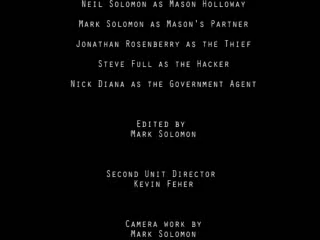 Neil Solomon as Mason Holloway
Mark Solomon as Mason's Partner
Jonathan Rosenberry as the Thief
Steve Full as the Hacker
Nick Diana as the Government Agent
Edited by
Mark Solomon
Second Unit Director
Kevin Feher
Camera work by
Mark Solomon